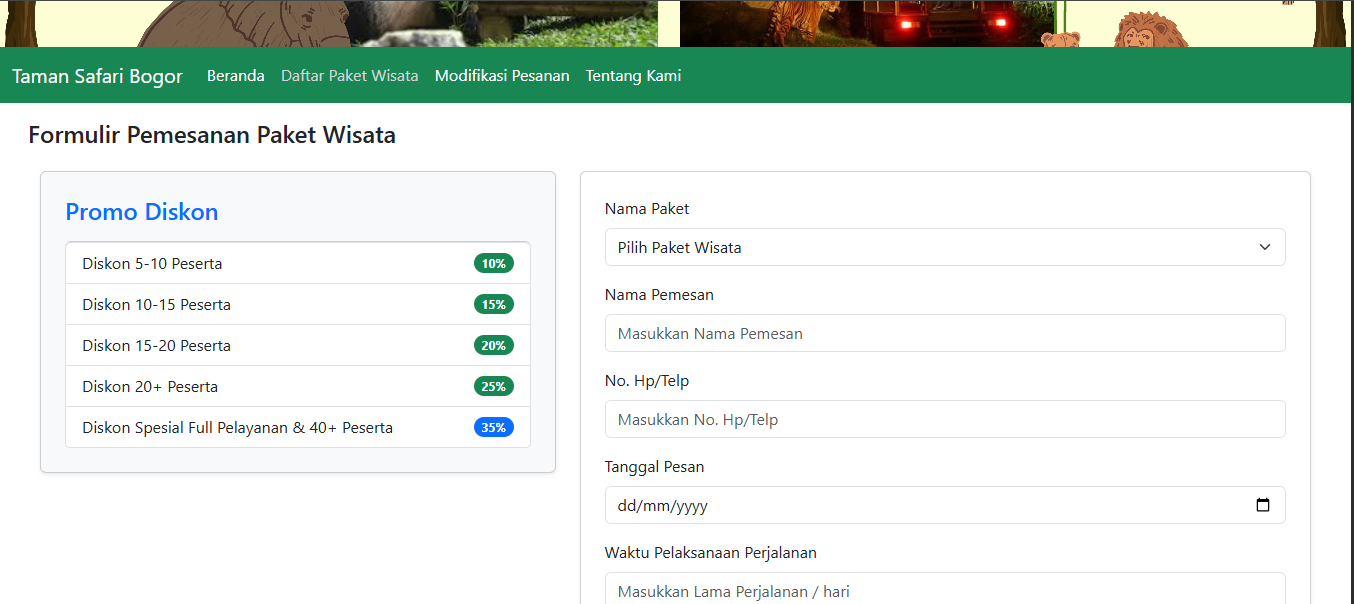 Taman Safari Bogor Beranda Daftar Paket Wisata Modifikasi Pesanan Tentang Kami
Formulir Pemesanan Paket Wisata
Promo Diskon
Diskon 5-10 Peserta 10%
Diskon 10-15 Peserta 15%
Diskon 15-20 Peserta 20%
Diskon 20+ Peserta 25%
Diskon Spesial Full Pelayanan & 40+ Peserta 35%
Nama Paket
Pilih Paket Wisata
Nama Pemesan
Masukkan Nama Pemesan
No. Hp/Telp
Masukkan No. Hp/Telp
Tanggal Pesan
dd/mm/yyyy
Waktu Pelaksanaan Perjalanan
Masukkan Lama Perjalanan / hari